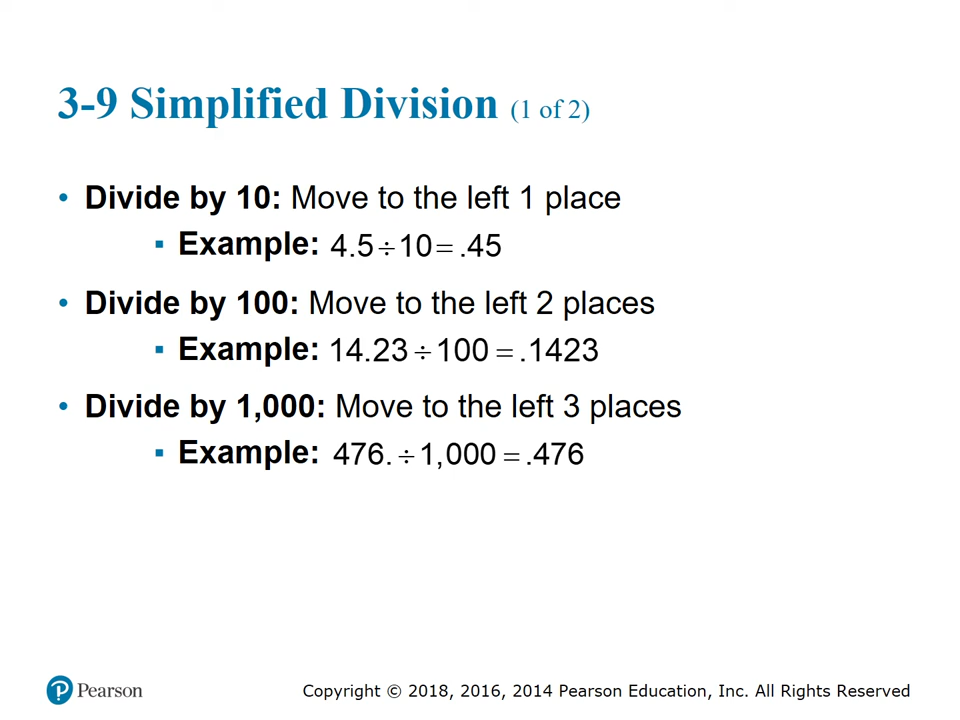 3-9 Simplified Division (1 of 2)
• Divide by 10: Move to the left 1 place
▪ Example: 4.5 ÷ 10 = .45
• Divide by 100: Move to the left 2 places
▪ Example: 14.23 ÷ 100 = .1423
• Divide by 1,000: Move to the left 3 places
▪ Example: 476. ÷ 1,000 = .476
P Pearson
Copyright © 2018, 2016, 2014 Pearson Education, Inc. All Rights Reserved